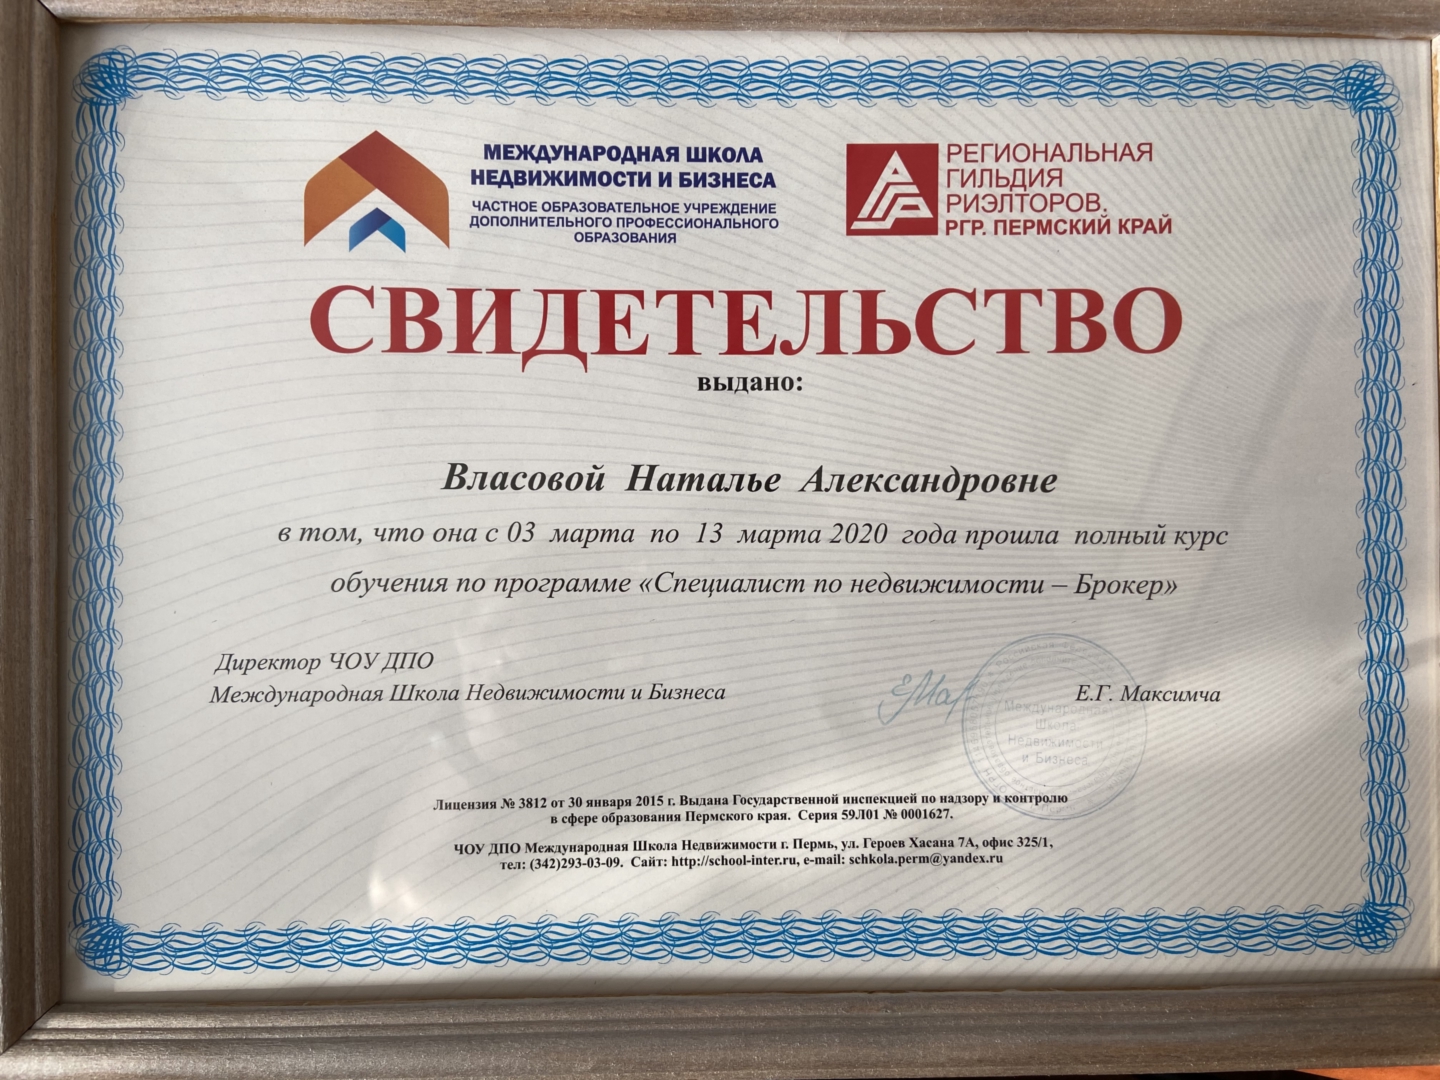 МЕЖДУНАРОДНАЯ ШКОЛА
НЕДВИЖИМОСТИ И БИЗНЕСА
ЧАСТНОЕ ОБРАЗОВАТЕЛЬНОЕ УЧРЕЖДЕНИЕ
ДОПОЛНИТЕЛЬНОГО ПРОФЕССИОНАЛЬНОГО
ОБРАЗОВАНИЯ
РЕГИОНАЛЬНАЯ
ГИЛЬДИЯ
РИЭЛТОРОВ.
РГР. ПЕРМСКИЙ КРАЙ
СВИДЕТЕЛЬСТВО
выдано:
Власовой Наталье Александровне
в том, что она с 03 марта по 13 марта 2020 года прошла полный курс
обучения по программе «Специалист по недвижимости – Брокер»
Директор ЧОУ ДПО
Международная Школа Недвижимости и Бизнеса
Е.Г. Максимча
Международная
Школа
Недвижимости
и Бизнеса
Лицензия № 3812 от 30 января 2015 г. Выдана Государственной инспекцией по надзору и контролю
в сфере образования Пермского края. Серия 59Л01 № 0001627.
ЧОУ ДПО Международная Школа Недвижимости г. Пермь, ул. Героев Хасана 7А, офис 325/1,
тел: (342)293-03-09. Сайт: http://school-inter.ru, e-mail: schkola.perm@yandex.ru